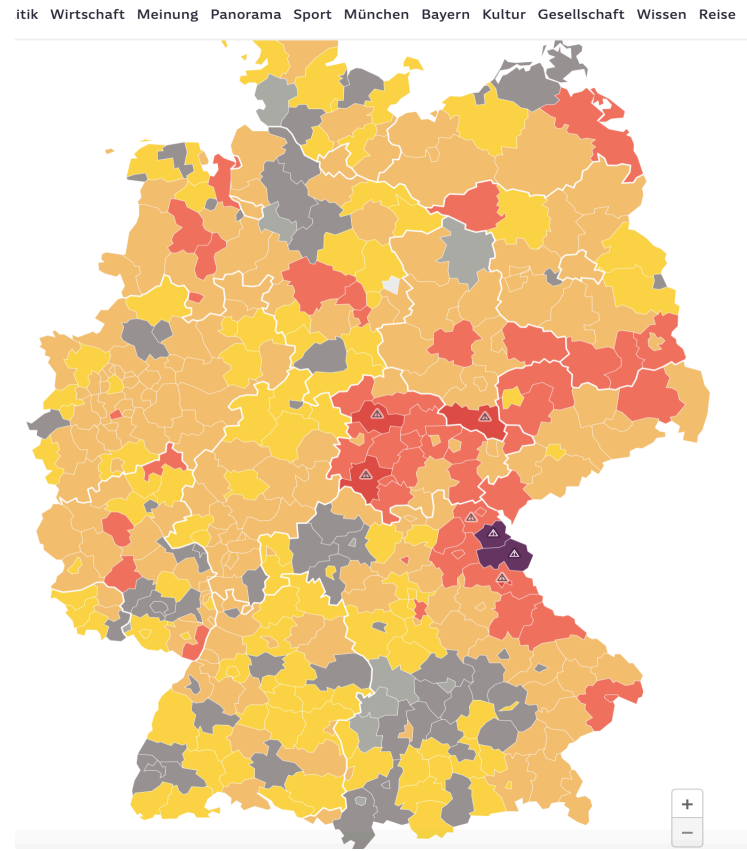 itik Wirtschaft Meinung Panorama Sport München Bayern Kultur Gesellschaft Wissen Reise
+
−